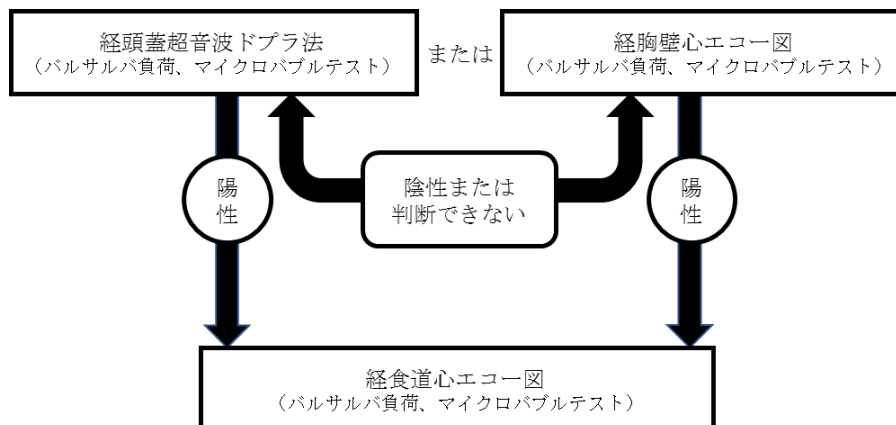 経頭蓋超音波ドプラ法
（バルサルバ負荷、マイクロバブルテスト）
または
経胸壁心エコー図
（バルサルバ負荷、マイクロバブルテスト）
陽
性
陰性または
判断できない
陽
性
経食道心エコー図
（バルサルバ負荷、マイクロバブルテスト）